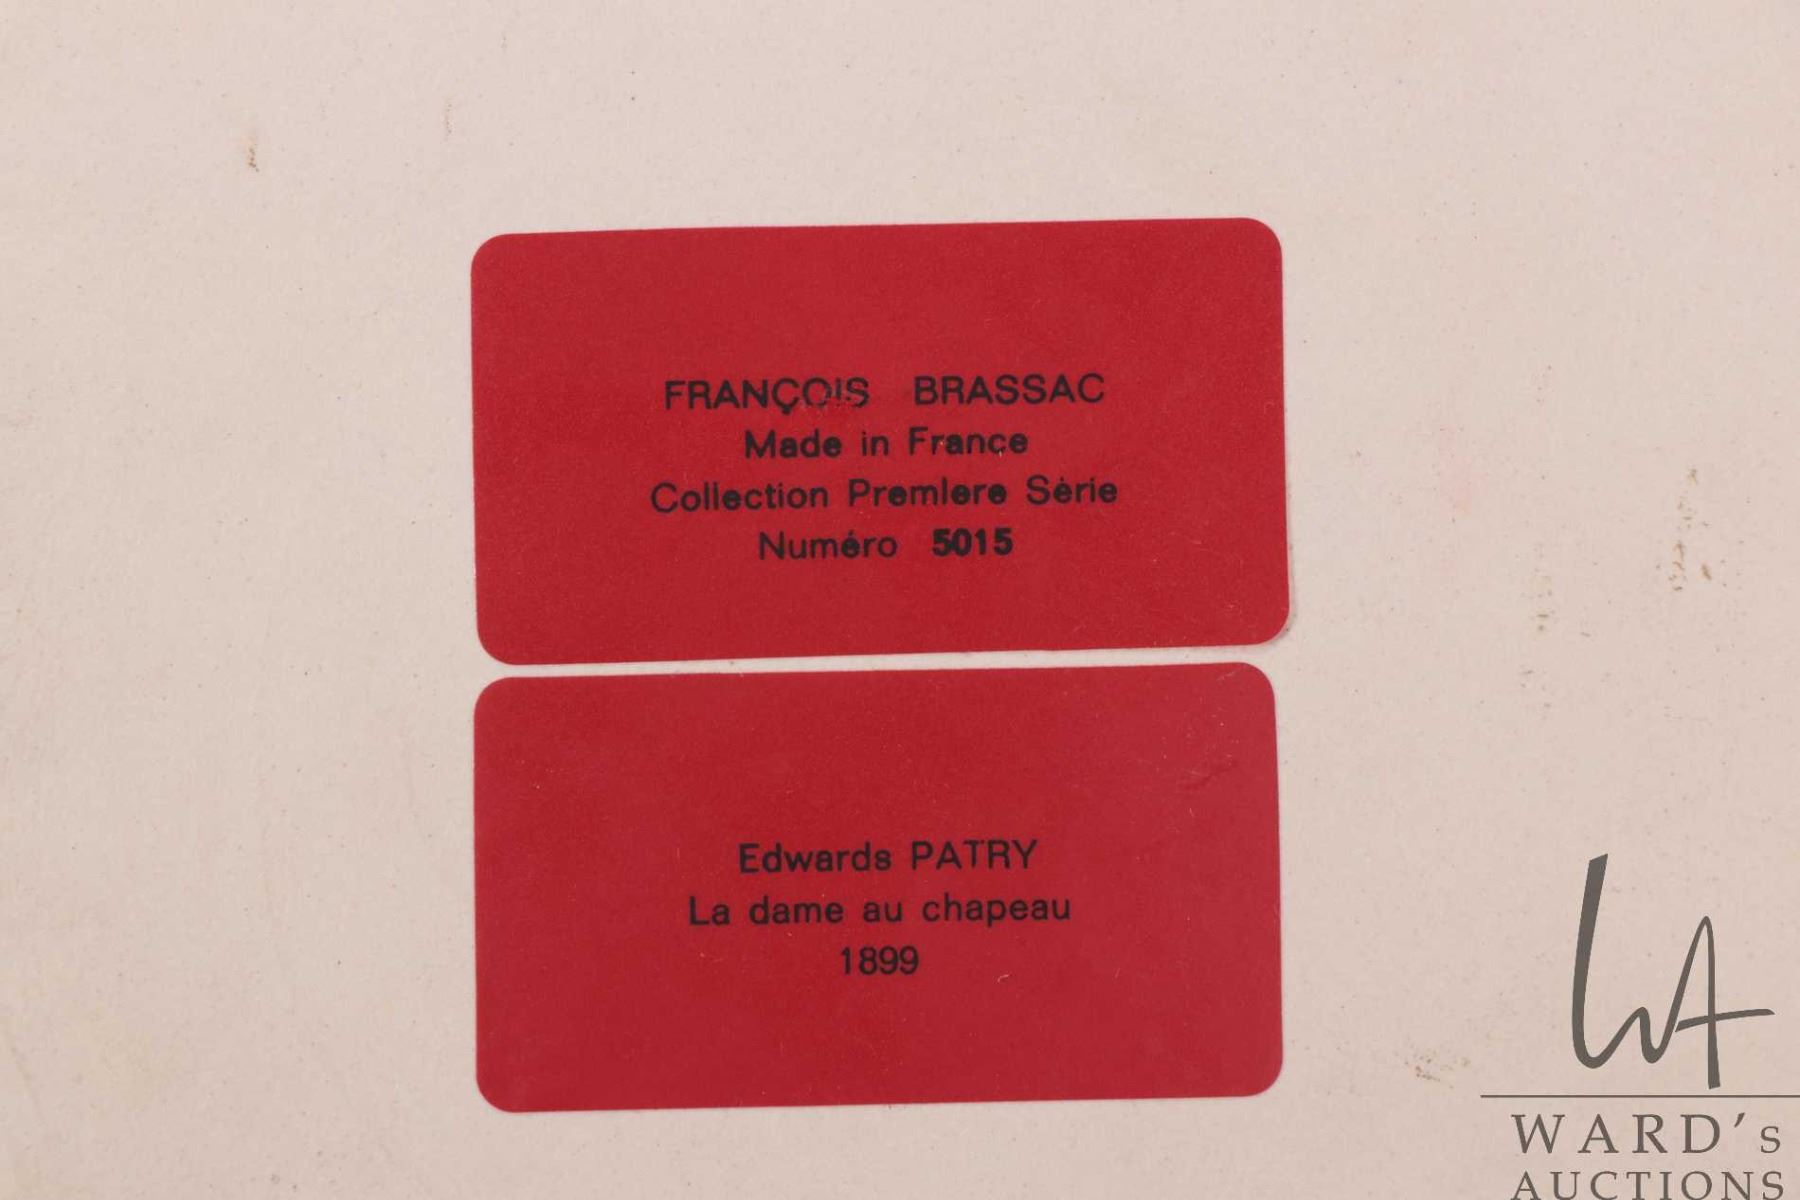 FRANÇOIS BRASSAC
Made in France
Collection Premlere Série
Numéro 5015
Edwards PATRY
La dame au chapeau
1899
WA
WARD's
AUCTIONS